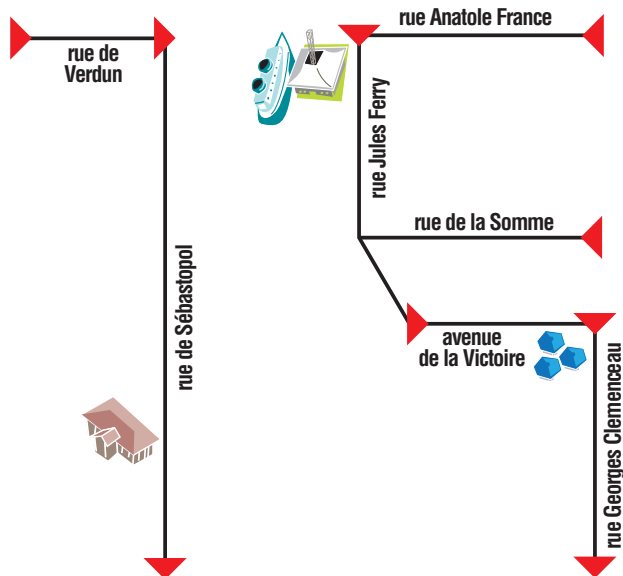 rue de
Verdun
rue Anatole France
rue Jules Ferry
rue de la Somme
rue de Sébastopol
avenue
de la Victoire
rue Georges Clemenceau